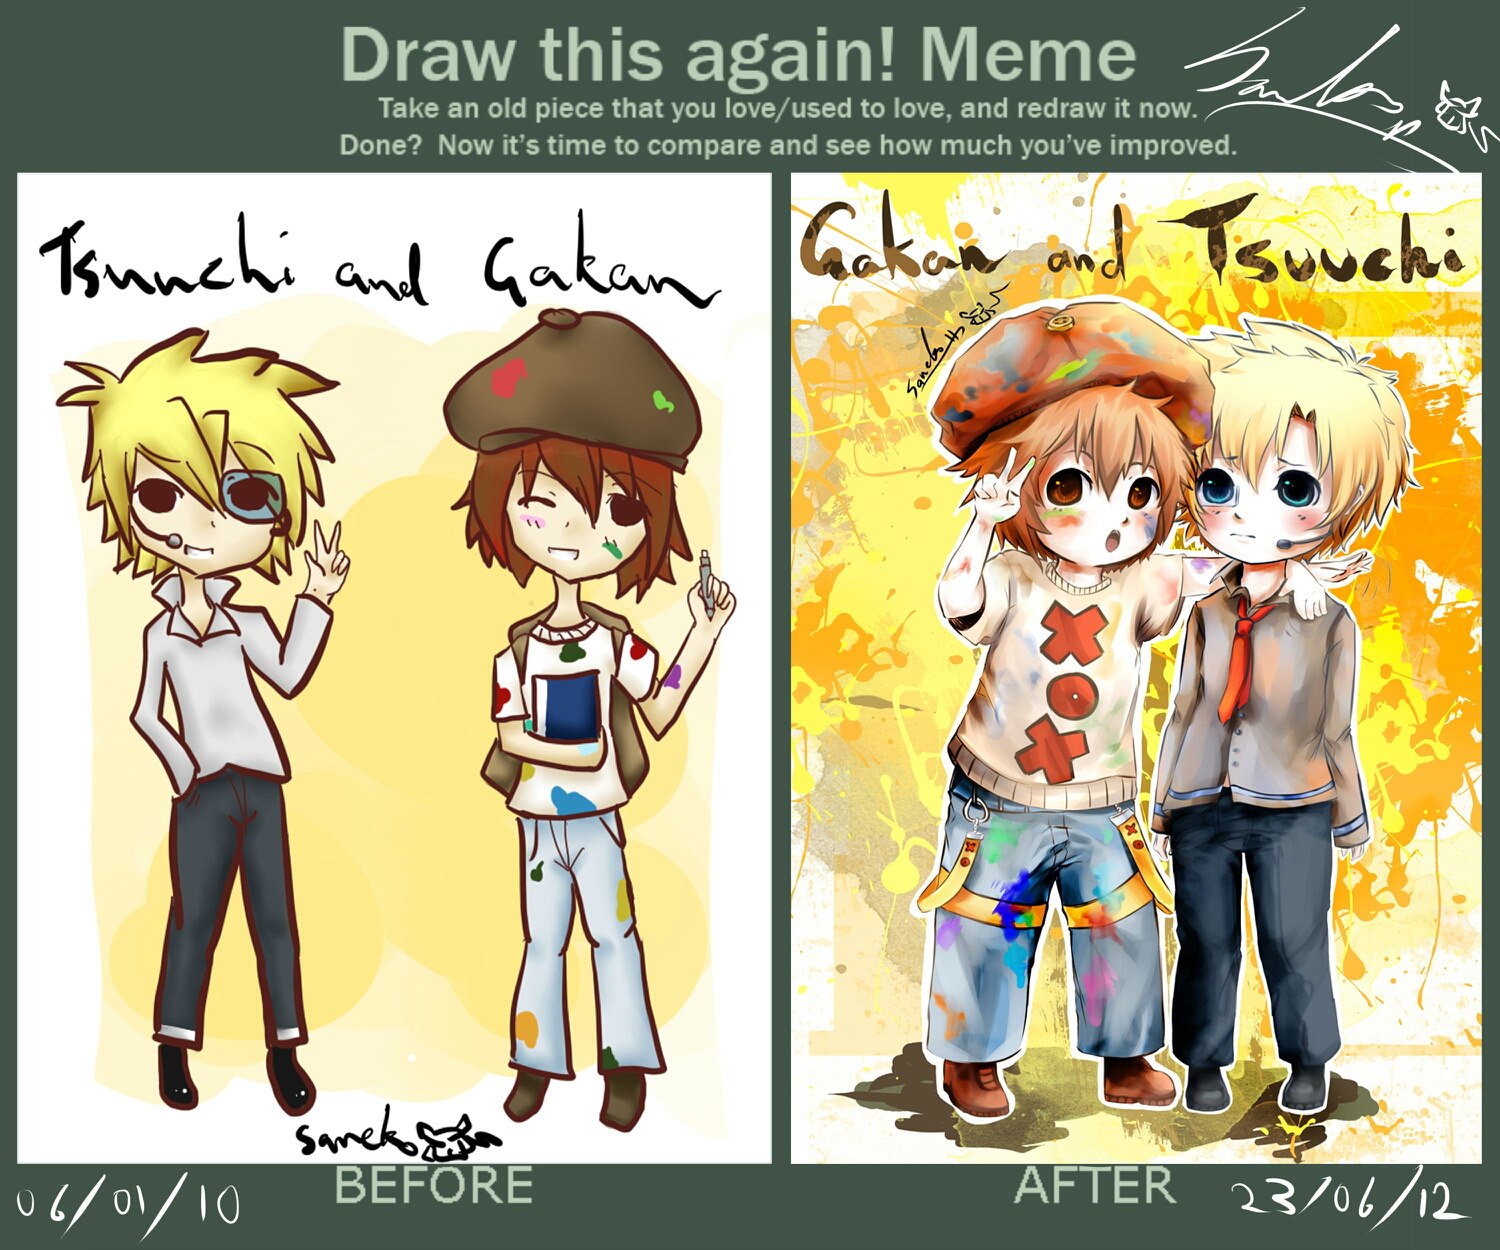 Draw this again! Meme
Take an old piece that you love/used to love, and redraw it now.
Done? Now it's time to compare and see how much you've improved.
Tsuuchi and Gakan
saneko
BEFORE
06/01/10
Gakan and Tsuuchi
AFTER
23/06/12